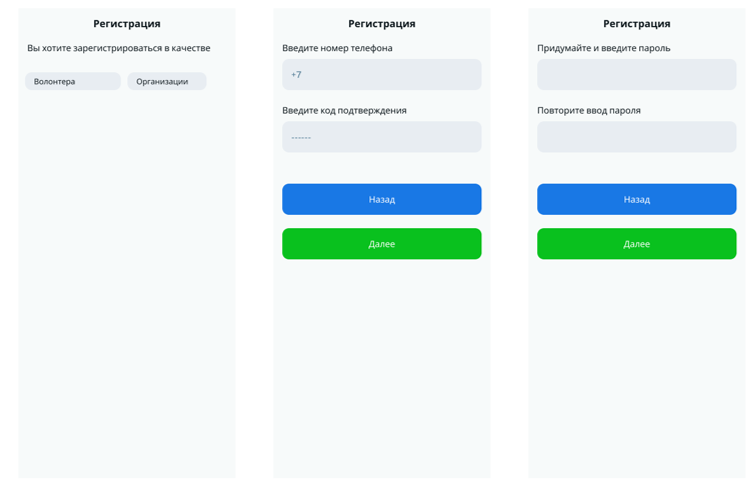 Регистрация
Вы хотите зарегистрироваться в качестве
Волонтера
Организации
Регистрация
Введите номер телефона
+7
Введите код подтверждения
------
Назад
Далее
Регистрация
Придумайте и введите пароль
Повторите ввод пароля
Назад
Далее